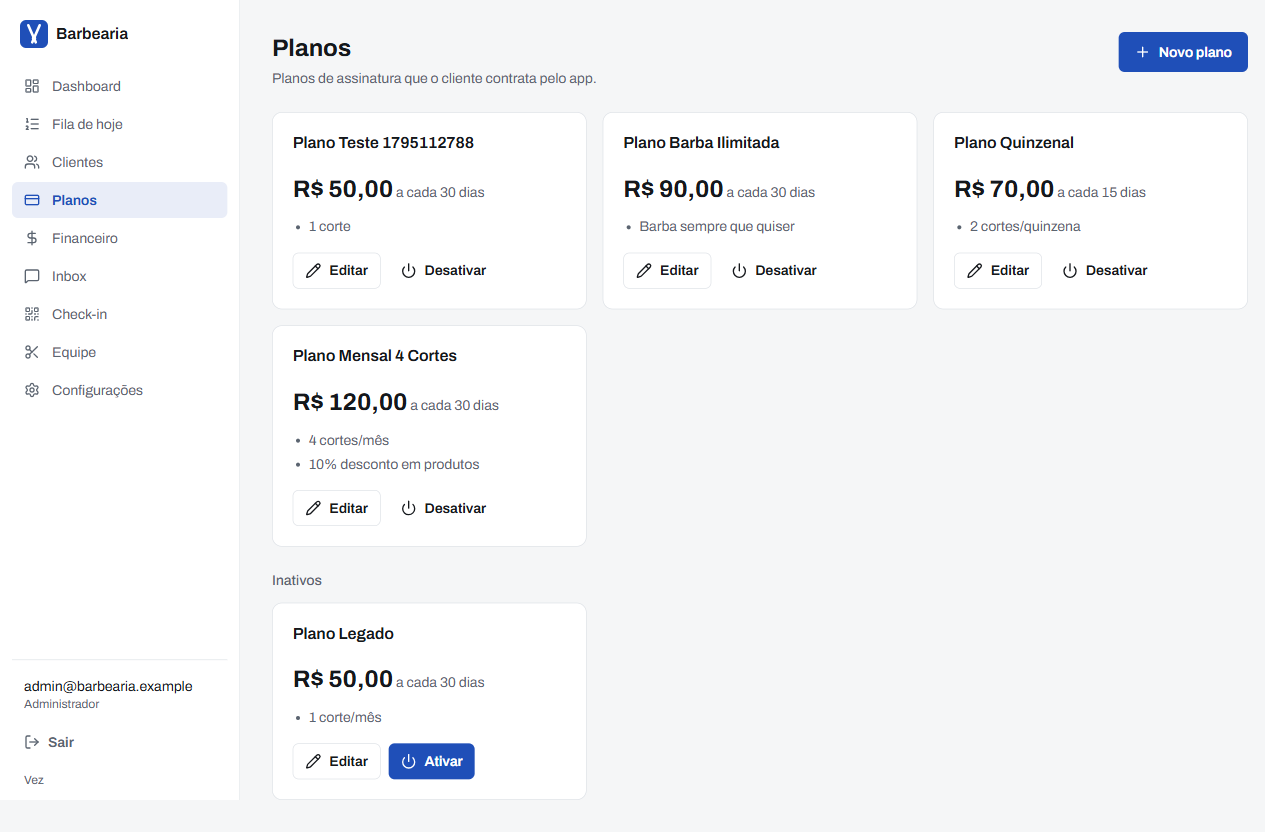 Barbearia
Dashboard
Fila de hoje
Clientes
Planos
Financeiro
Inbox
Check-in
Equipe
Configurações
admin@barbearia.example
Administrador
Sair
Vez
Planos
Planos de assinatura que o cliente contrata pelo app.
Novo plano
Plano Teste 1795112788
R$ 50,00 a cada 30 dias
• 1 corte
Editar Desativar
Plano Barba Ilimitada
R$ 90,00 a cada 30 dias
• Barba sempre que quiser
Editar Desativar
Plano Quinzenal
R$ 70,00 a cada 15 dias
• 2 cortes/quinzena
Editar Desativar
Plano Mensal 4 Cortes
R$ 120,00 a cada 30 dias
• 4 cortes/mês
• 10% desconto em produtos
Editar Desativar
Inativos
Plano Legado
R$ 50,00 a cada 30 dias
• 1 corte/mês
Editar Ativar